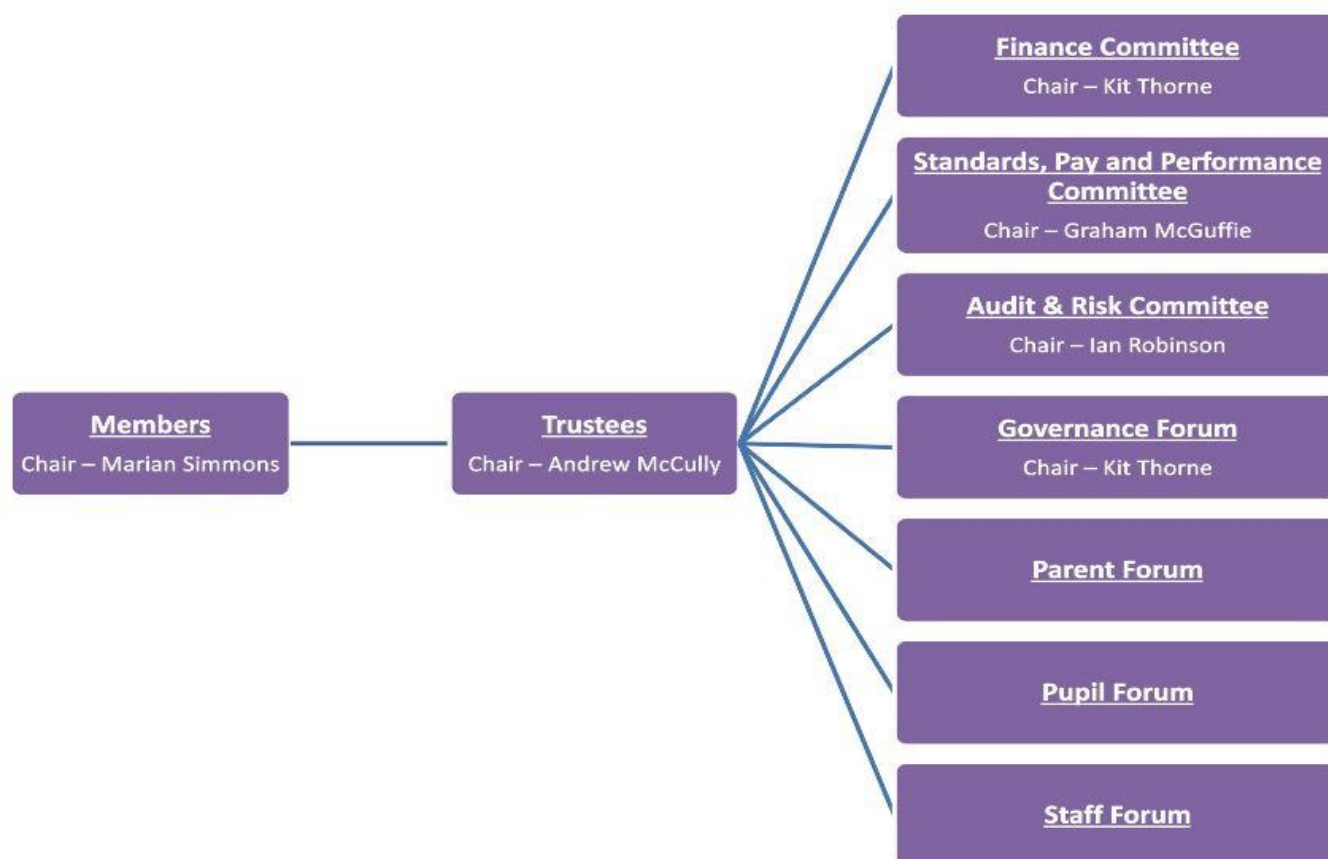 Members
Chair – Marian Simmons
Trustees
Chair – Andrew McCully
Finance Committee
Chair – Kit Thorne
Standards, Pay and Performance
Committee
Chair – Graham McGuffie
Audit & Risk Committee
Chair – Ian Robinson
Governance Forum
Chair – Kit Thorne
Parent Forum
Pupil Forum
Staff Forum